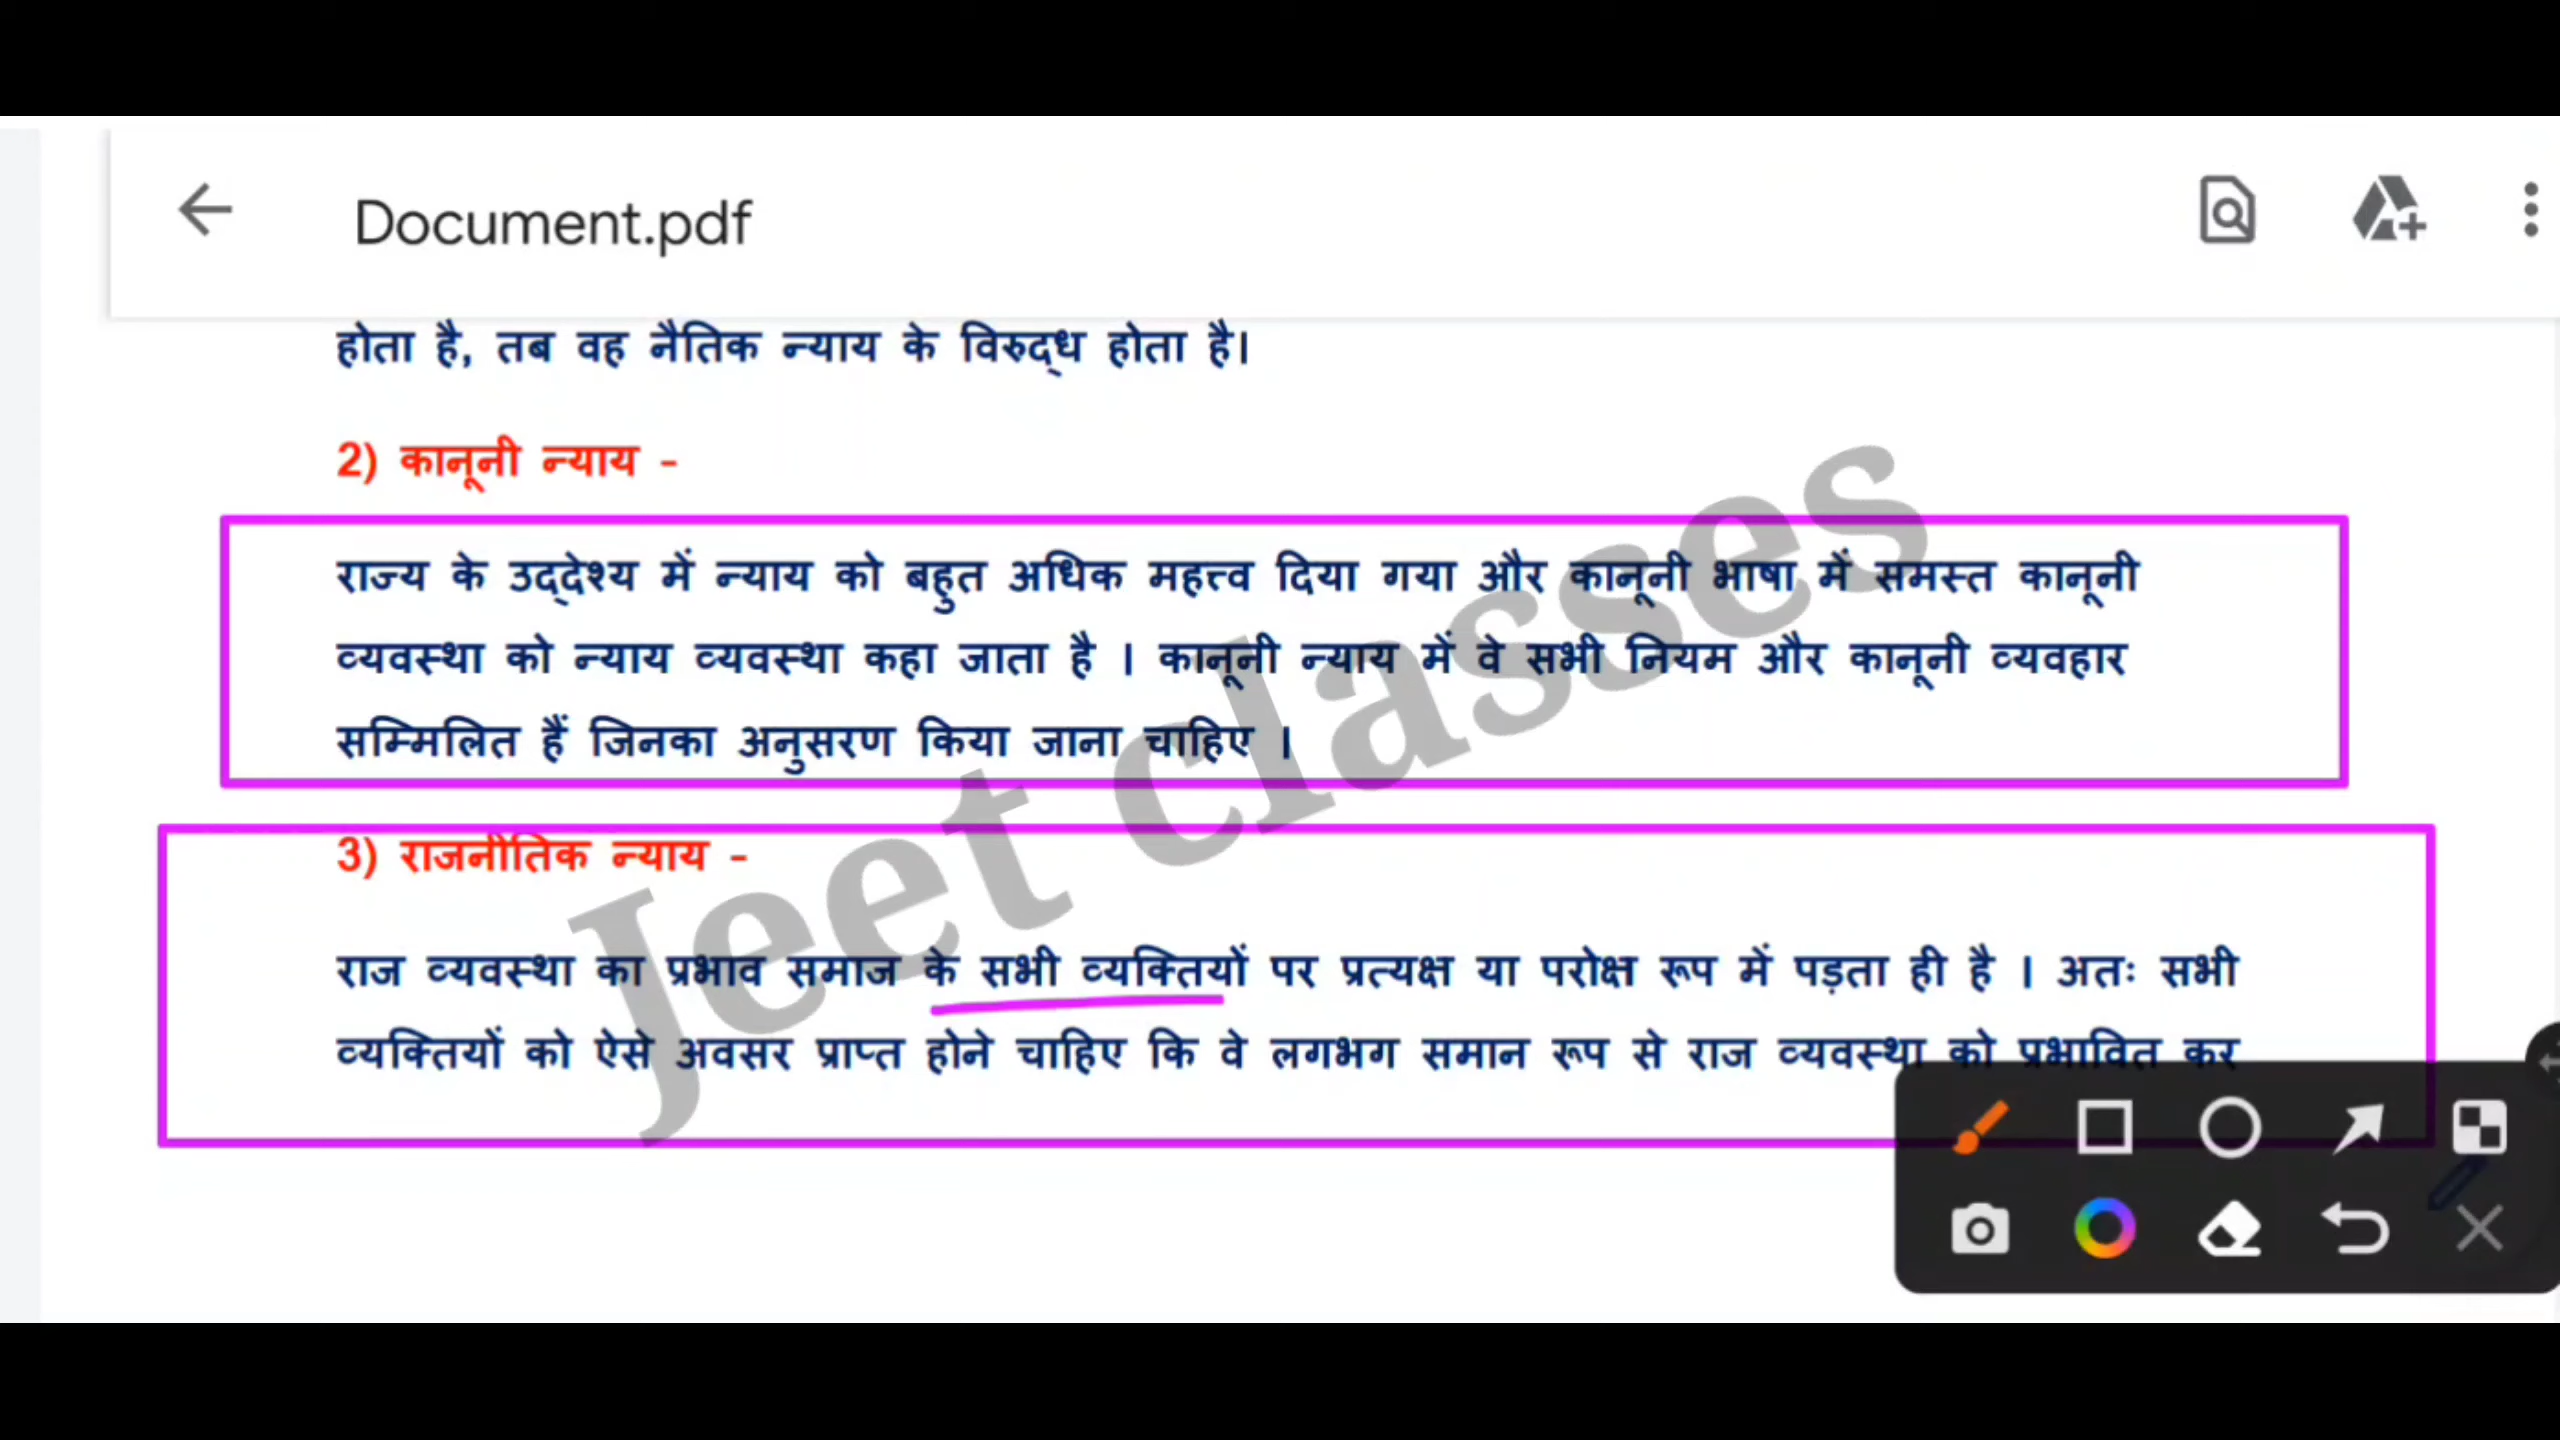 Document.pdf
होता है, तब वह नैतिक न्याय के विरुद्ध होता है।
2) कानूनी न्याय -
राज्य के उद्देश्य में न्याय को बहुत अधिक महत्त्व दिया गया और कानूनी भाषा में समस्त कानूनी
व्यवस्था को न्याय व्यवस्था कहा जाता है । कानूनी न्याय में वे सभी नियम और कानूनी व्यवहार
सम्मिलित हैं जिनका अनुसरण किया जाना चाहिए ।
3) राजनीतिक न्याय -
राज व्यवस्था का प्रभाव समाज के सभी व्यक्तियों पर प्रत्यक्ष या परोक्ष रूप में पड़ता ही है । अतः सभी
व्यक्तियों को ऐसे अवसर प्राप्त होने चाहिए कि वे लगभग समान रूप से राज व्यवस्था को प्रभावित कर
Jeet classes